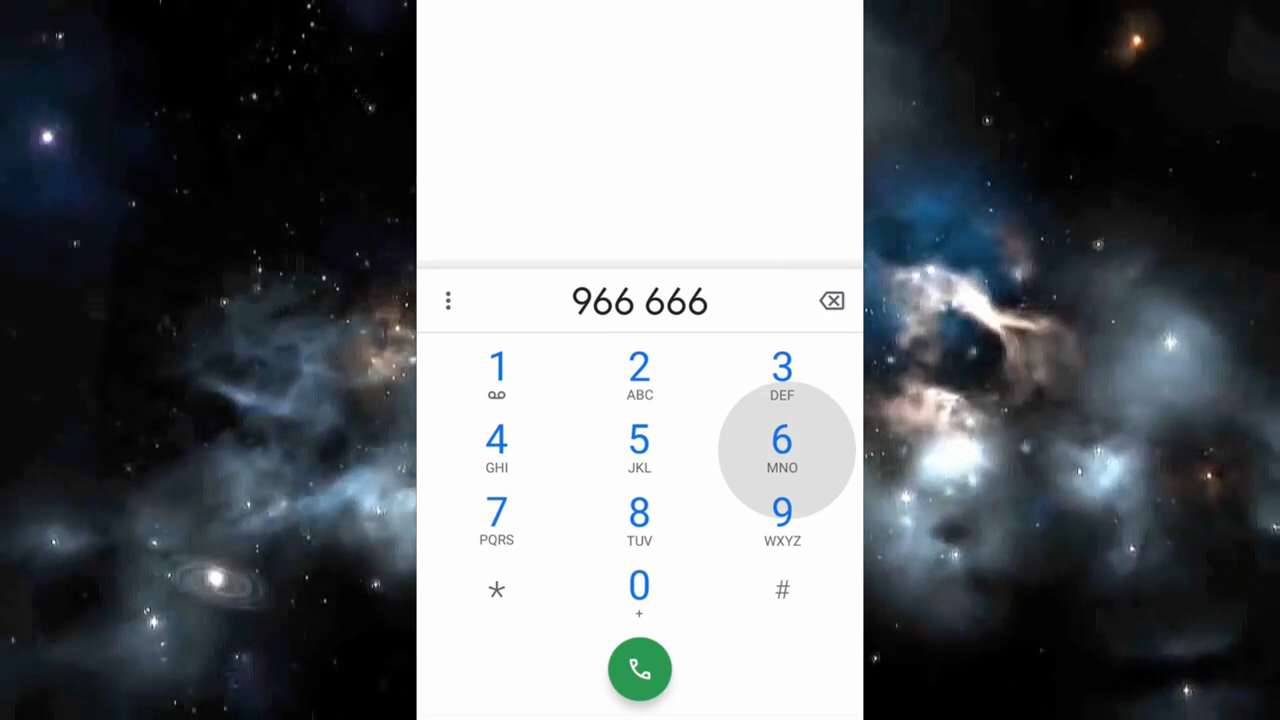 966 666
1 2 3
ABC DEF
4 5 6
GHI JKL MNO
7 8 9
PQRS TUV WXYZ
* 0 #
+